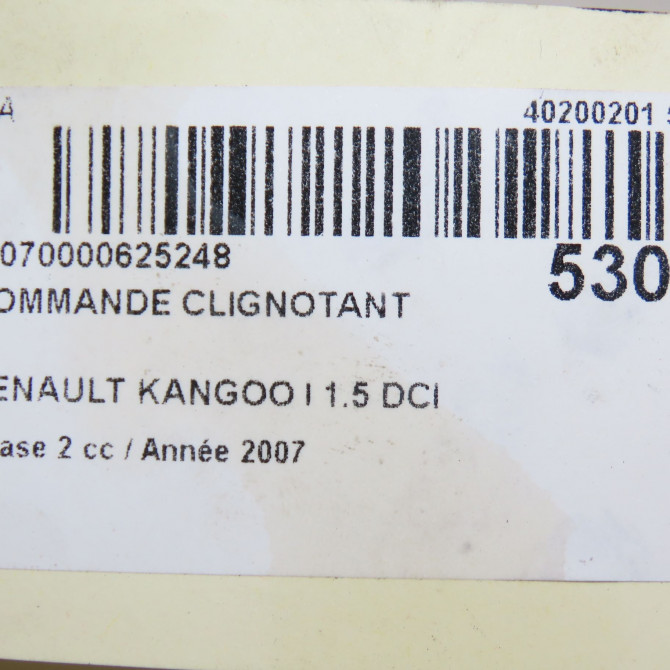 A 40200201
070000625248 530
OMMANDE CLIGNOTANT
ENAULT KANGOO I 1.5 DCI
ase 2 cc / Année 2007